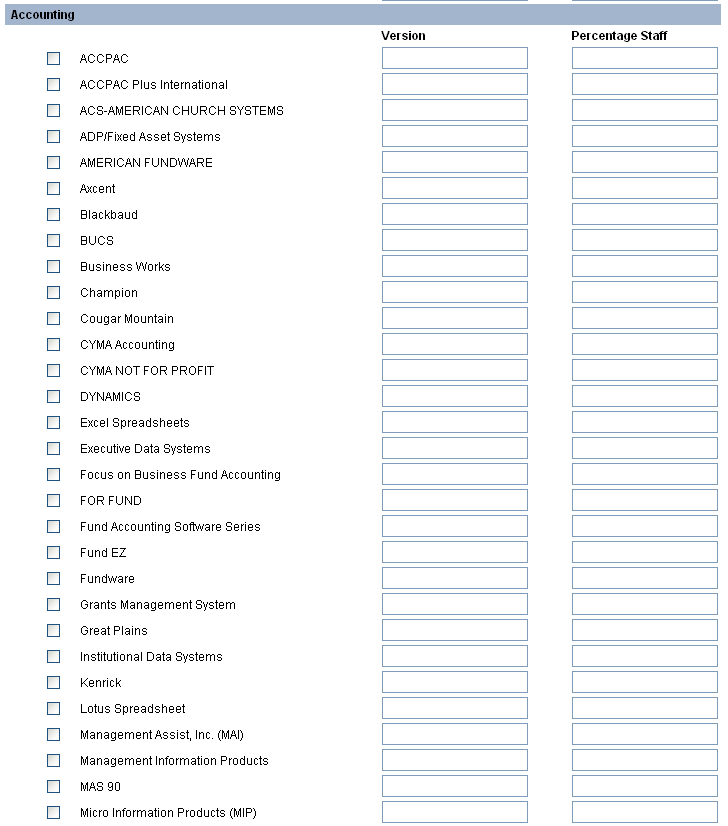 Accounting
Version Percentage Staff
ACCPAC
ACCPAC Plus International
ACS-AMERICAN CHURCH SYSTEMS
ADP/Fixed Asset Systems
AMERICAN FUNDWARE
Axcent
Blackbaud
BUCS
Business Works
Champion
Cougar Mountain
CYMA Accounting
CYMA NOT FOR PROFIT
DYNAMICS
Excel Spreadsheets
Executive Data Systems
Focus on Business Fund Accounting
FOR FUND
Fund Accounting Software Series
Fund EZ
Fundware
Grants Management System
Great Plains
Institutional Data Systems
Kenrick
Lotus Spreadsheet
Management Assist, Inc. (MAI)
Management Information Products
MAS 90
Micro Information Products (MIP)